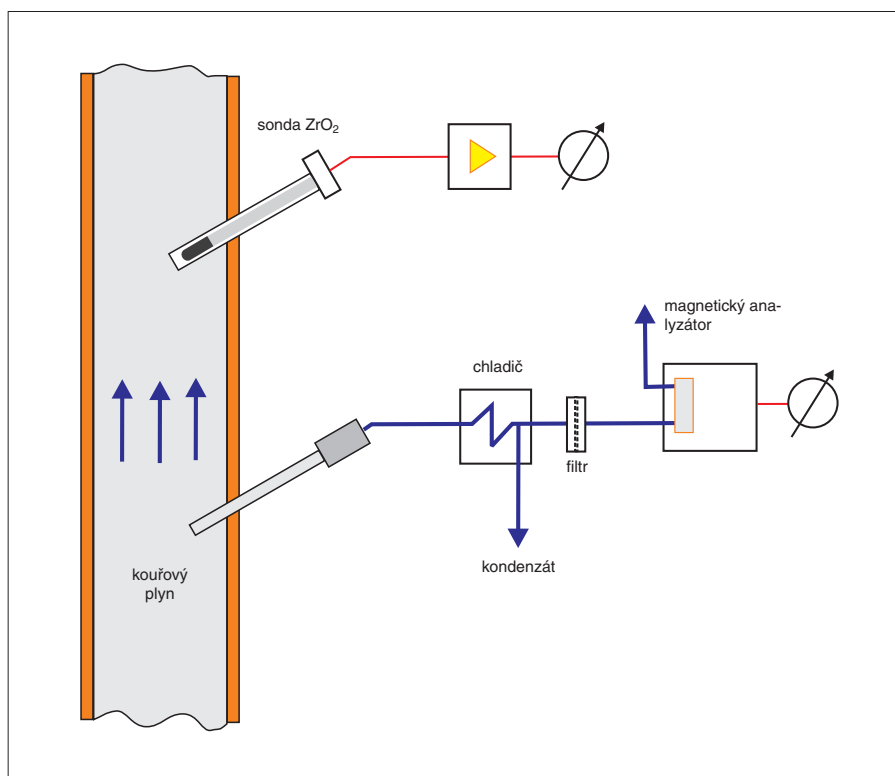 sonda ZrO₂
magnetický ana-
lyzátor
chladič
filtr
kondenzát
kouřový
plyn